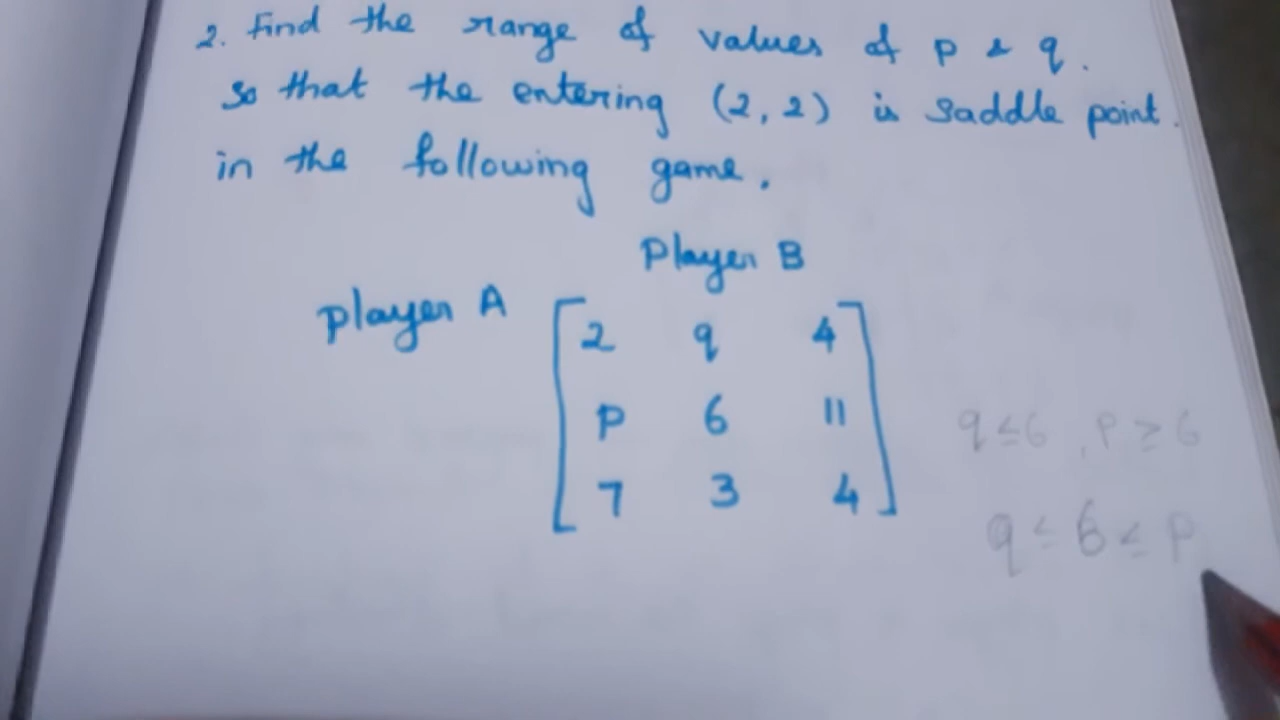 2. Find the range of values of P & q.
so that the entering (2, 2) is saddle point.
in the following game.
Player B
player A
2 q 4
P 6 11
7 3 4
q ≤ 6, P ≥ 6
q ≤ 6 ≤ P